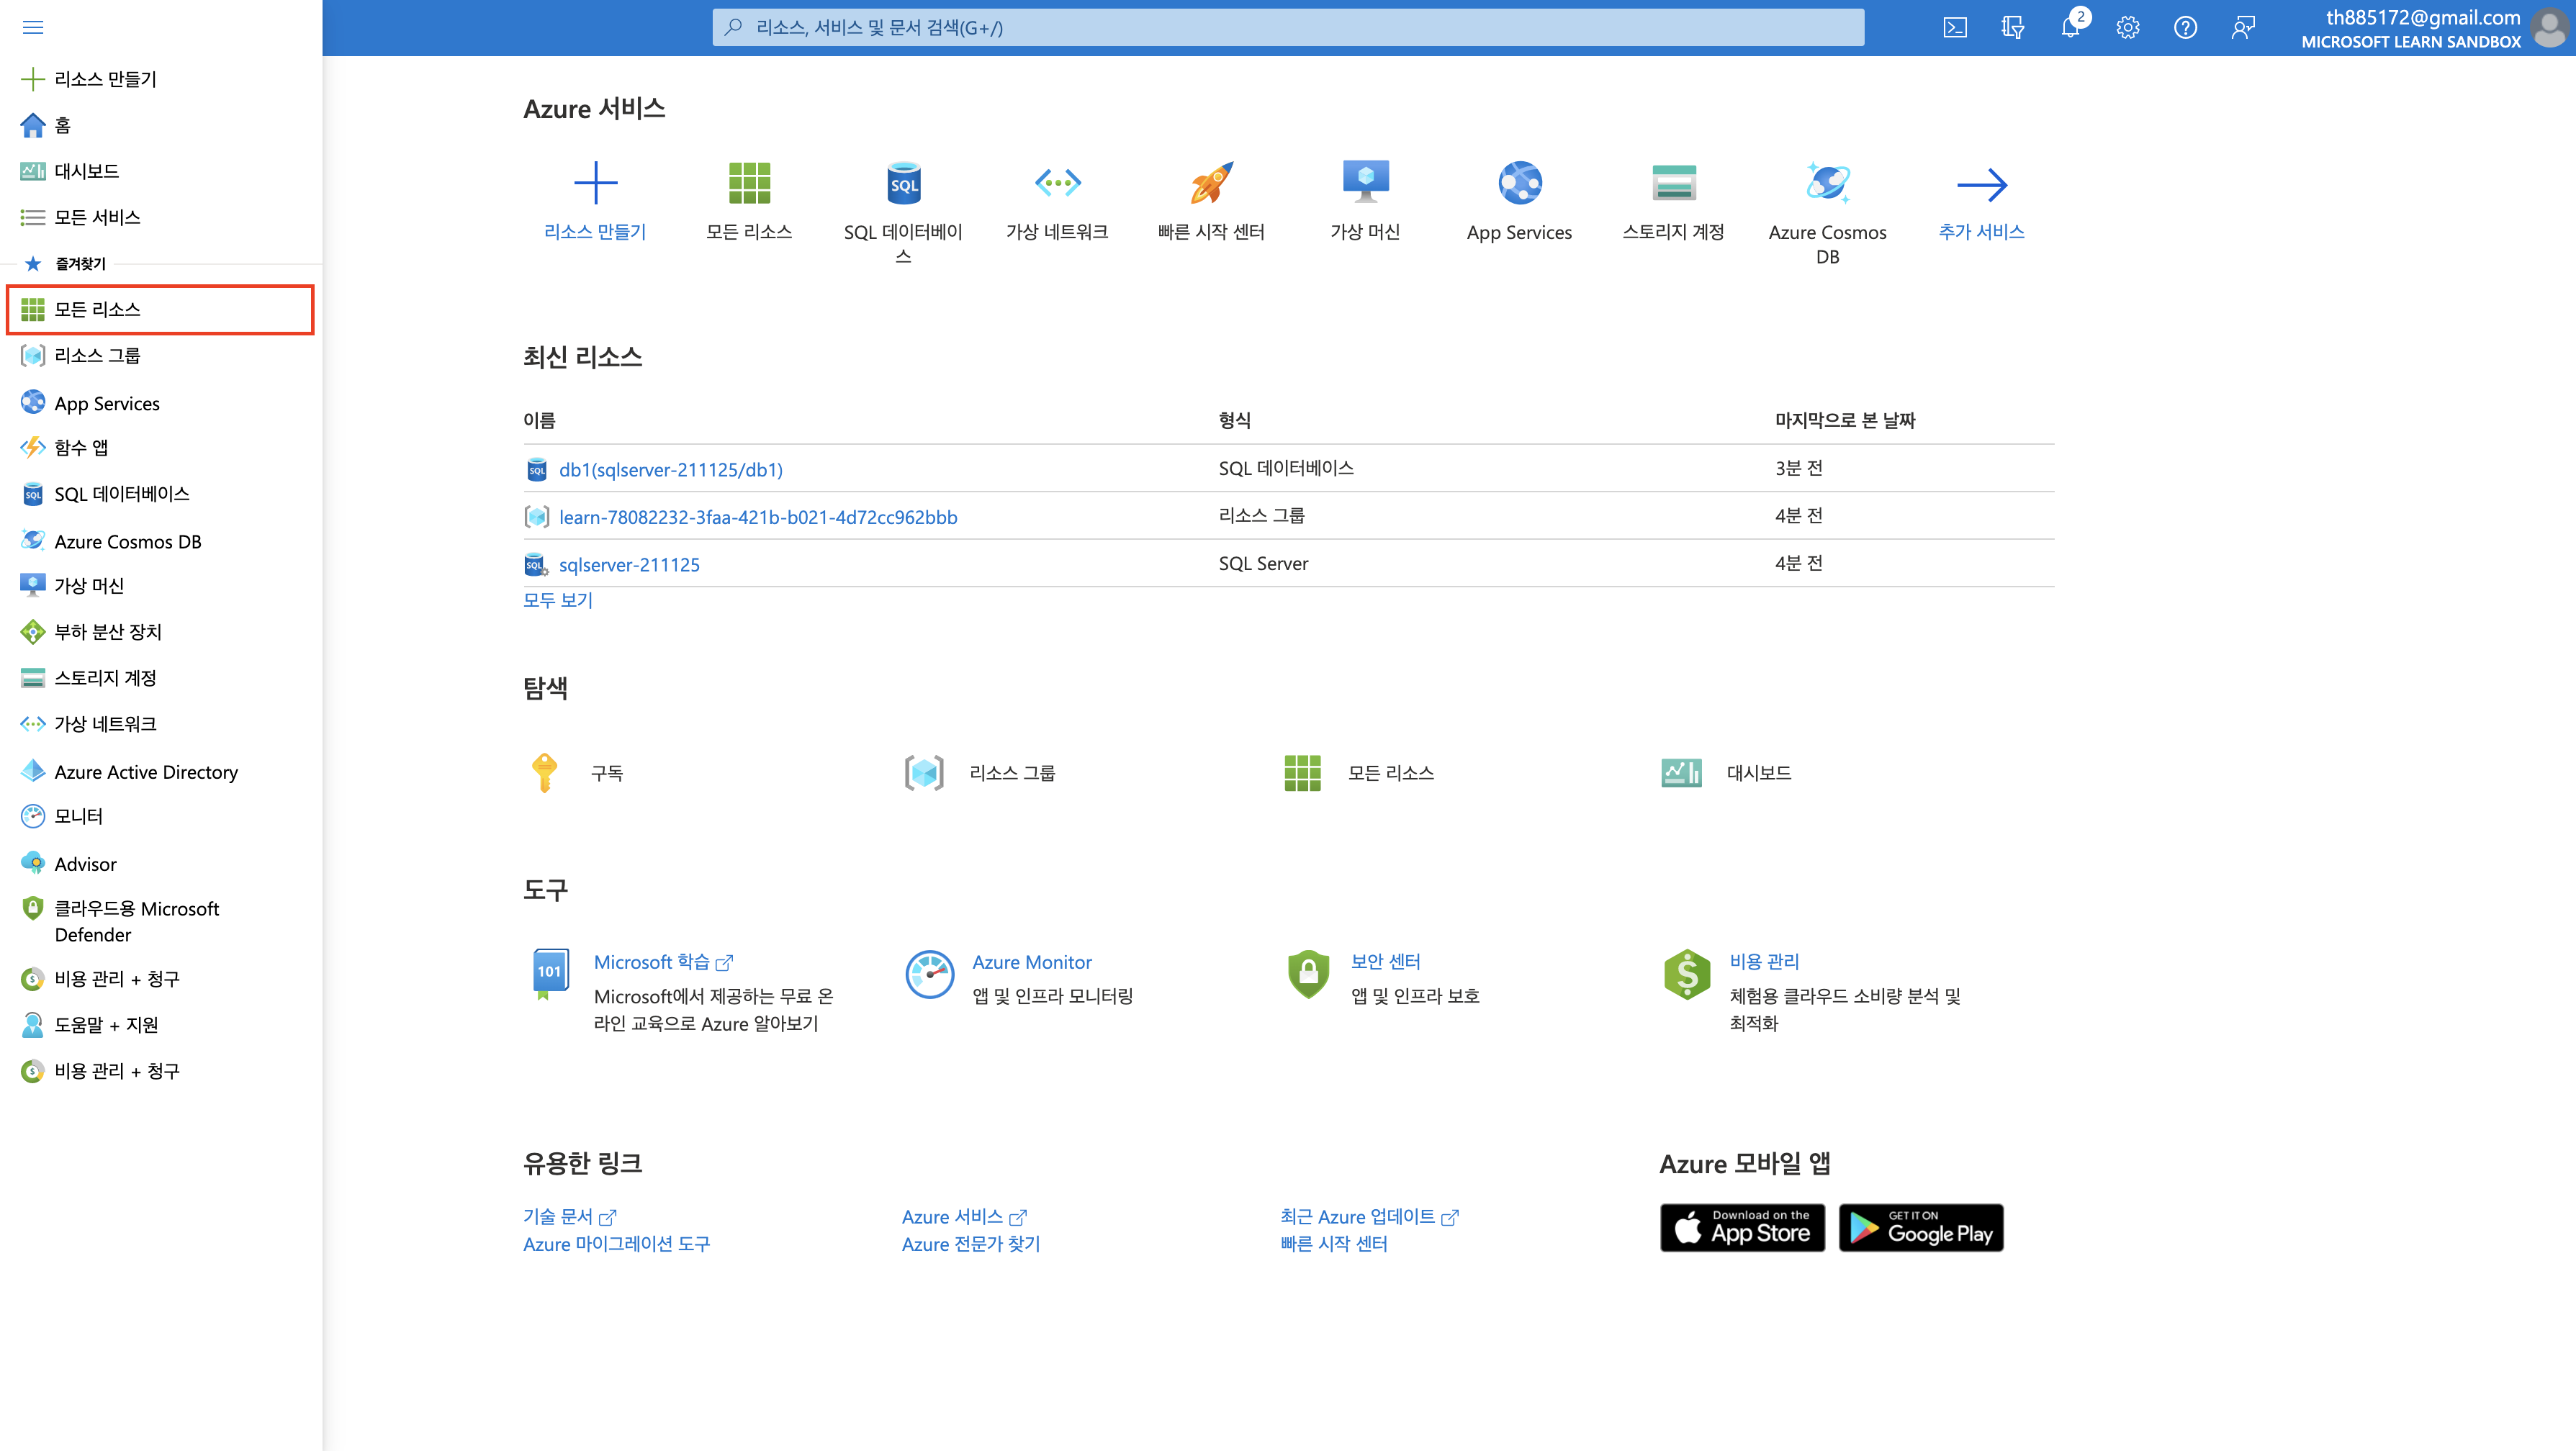 리소스, 서비스 및 문서 검색(G+/)
2
th885172@gmail.com
MICROSOFT LEARN SANDBOX
리소스 만들기
홈
대시보드
모든 서비스
즐겨찾기
모든 리소스
리소스 그룹
App Services
함수 앱
SQL 데이터베이스
Azure Cosmos DB
가상 머신
부하 분산 장치
스토리지 계정
가상 네트워크
Azure Active Directory
모니터
Advisor
클라우드용 Microsoft
Defender
비용 관리 + 청구
도움말 + 지원
비용 관리 + 청구
Azure 서비스
리소스 만들기
모든 리소스
SQL
SQL 데이터베이
스
가상 네트워크
빠른 시작 센터
가상 머신
App Services
스토리지 계정
Azure Cosmos
DB
추가 서비스
최신 리소스
이름 형식 마지막으로 본 날짜
db1(sqlserver-211125/db1) SQL 데이터베이스 3분 전
learn-78082232-3faa-421b-b021-4d72cc962bbb 리소스 그룹 4분 전
sqlserver-211125 SQL Server 4분 전
모두 보기
탐색
구독
리소스 그룹
모든 리소스
대시보드
도구
101
Microsoft 학습
Microsoft에서 제공하는 무료 온
라인 교육으로 Azure 알아보기
Azure Monitor
앱 및 인프라 모니터링
보안 센터
앱 및 인프라 보호
비용 관리
체험용 클라우드 소비량 분석 및
최적화
유용한 링크
기술 문서
Azure 마이그레이션 도구
Azure 서비스
Azure 전문가 찾기
최근 Azure 업데이트
빠른 시작 센터
Azure 모바일 앱
Download on the
App Store
GET IT ON
Google Play